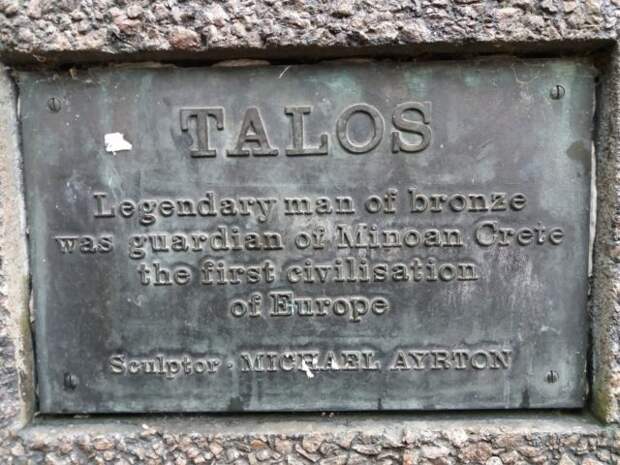 TALOS
Legendary man of bronze
was guardian of Minoan Crete
the first civilisation
of Europe
Sculptor · MICHAEL AYRTON